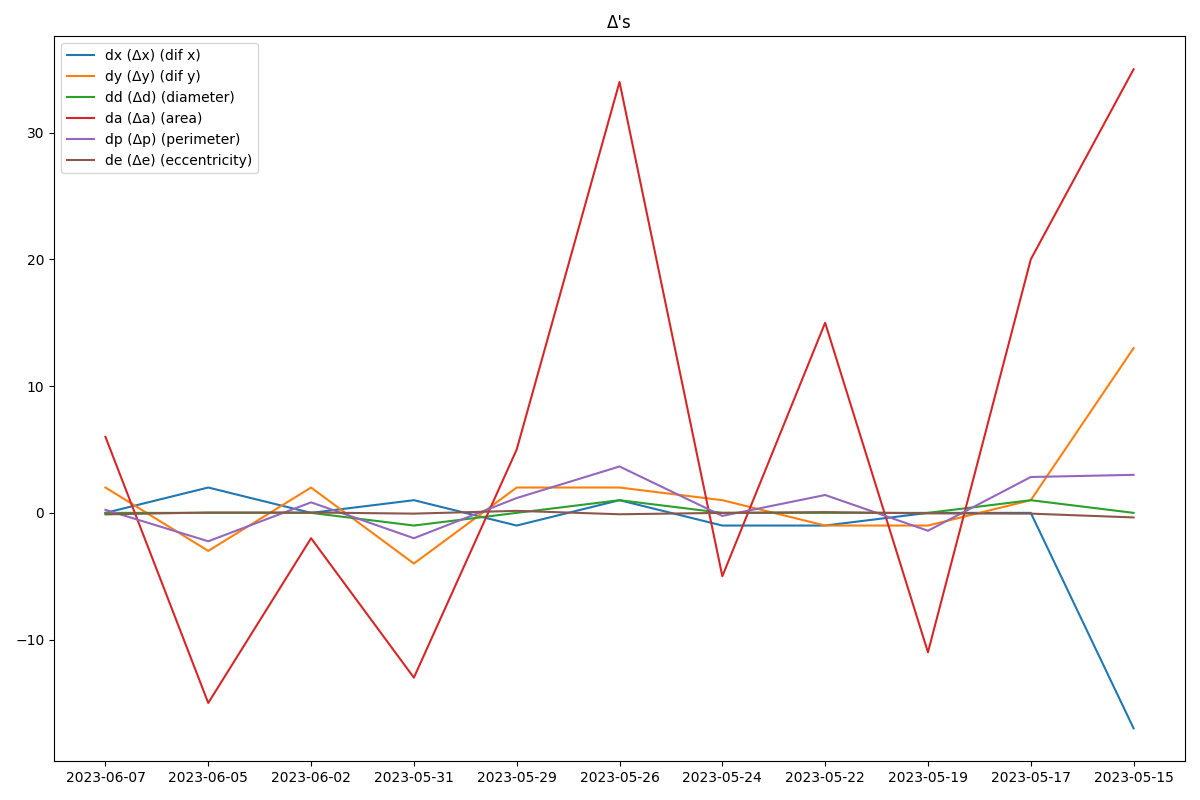 Δ's
dx (Δx) (dif x)
dy (Δy) (dif y)
dd (Δd) (diameter)
da (Δa) (area)
dp (Δp) (perimeter)
de (Δe) (eccentricity)
30
20
10
0
−10
2023-06-07 2023-06-05 2023-06-02 2023-05-31 2023-05-29 2023-05-26 2023-05-24 2023-05-22 2023-05-19 2023-05-17 2023-05-15